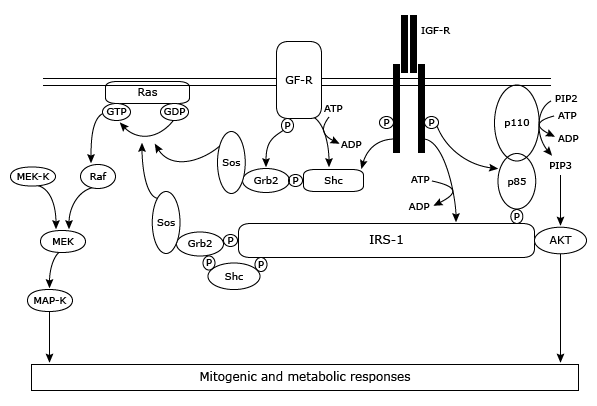 IGF-R
GF-R
Ras
GTP
GDP
P
ATP
ADP
P
P
p110
PIP2
ATP
ADP
PIP3
MEK-K
Raf
Sos
Grb2
P
Shc
ATP
ADP
p85
P
Sos
Grb2
P
IRS-1
AKT
MEK
P
Shc
P
MAP-K
Mitogenic and metabolic responses